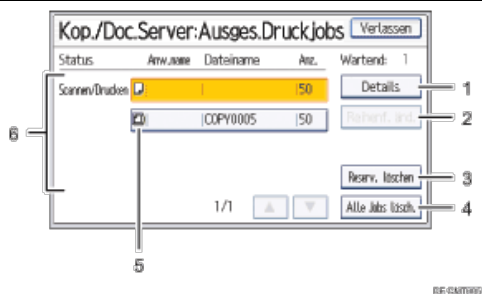 Kop./Doc.Server:Ausges.Druckjobs Verlassen
Status Anw.name Dateiname Anz. Wartend: 1
Scannen/Drucken 50 Details 1
COPY0005 50 Reihenf. änd. 2
6
Reserv. löschen 3
1/1 Alle Jobs lösch. 4
5